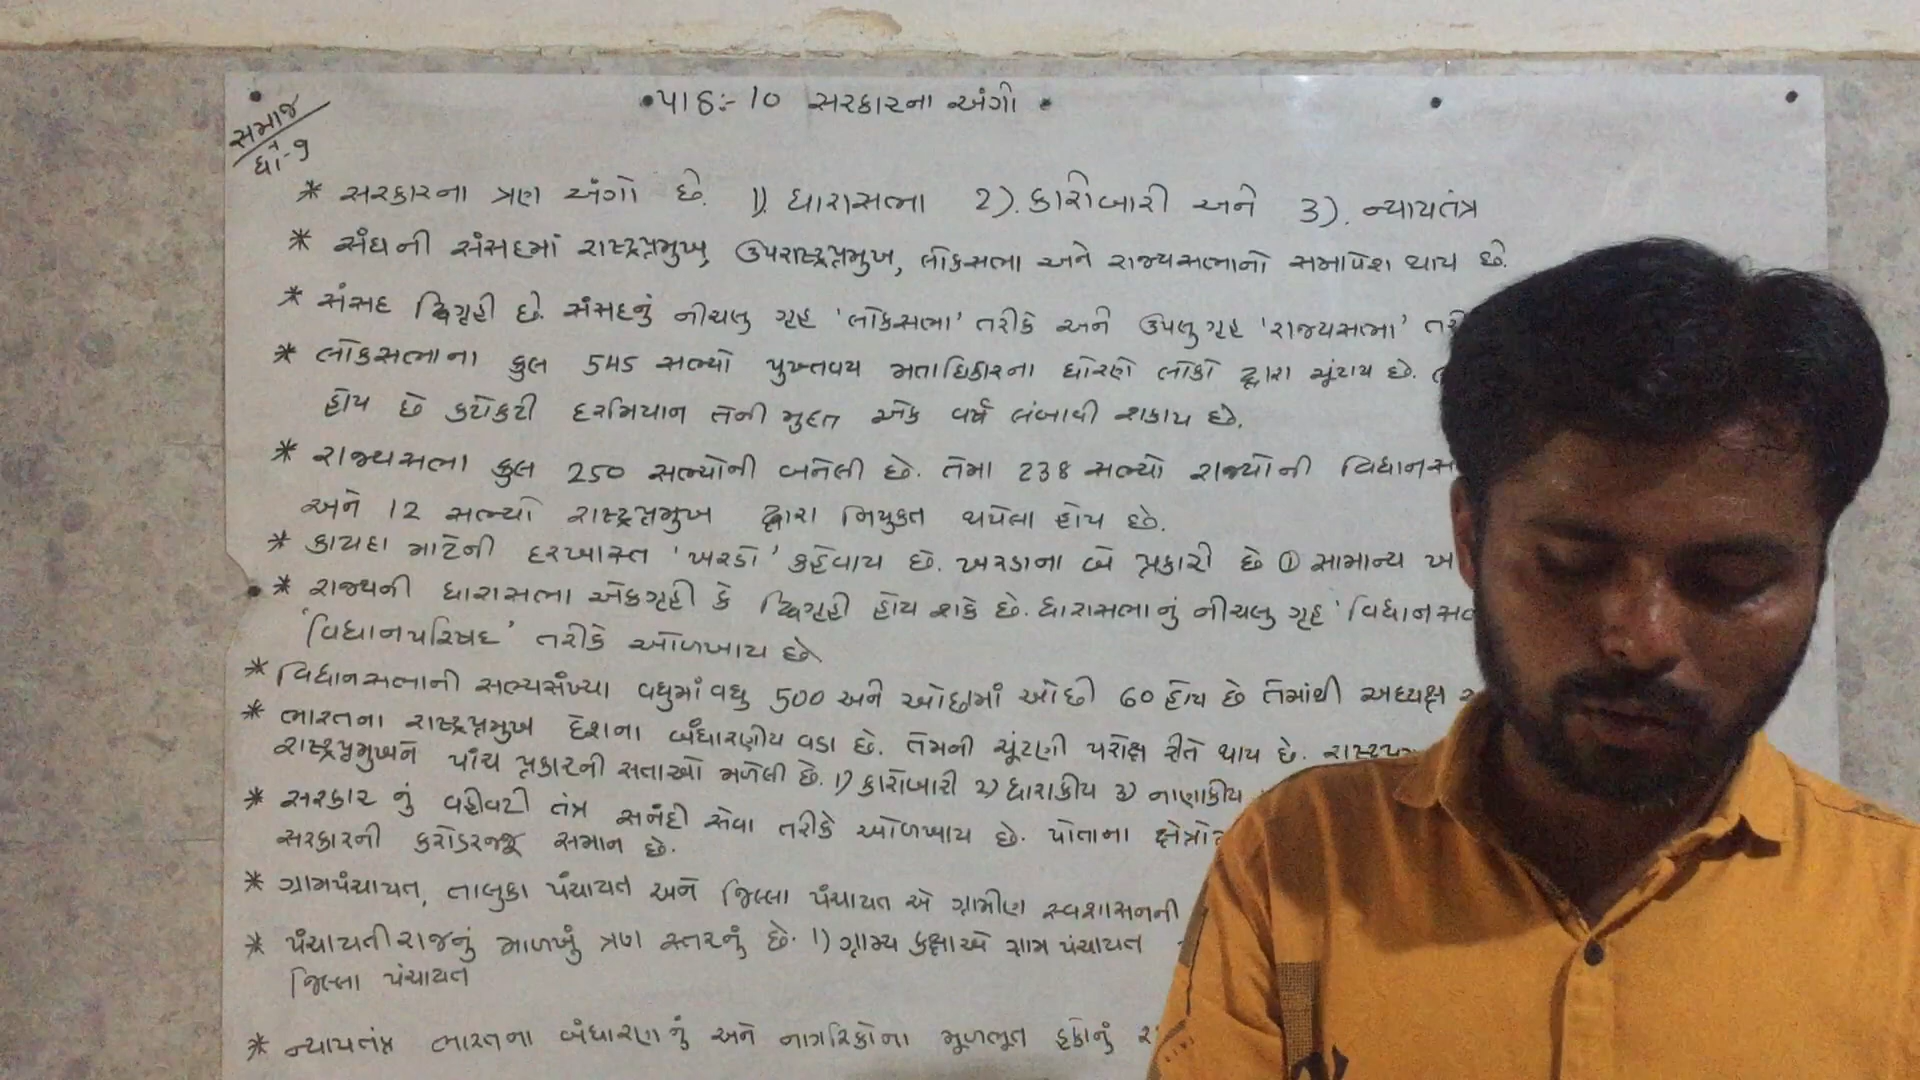 સમાજ
ધો-૧
પાઠ:- 10 સરકારના અંગો
* સરકારના ત્રણ અંગો છે. 1). ધારાસભા 2). કારોબારી અને 3). ન્યાયતંત્ર
* સંઘની સંસદમાં રાષ્ટ્રપ્રમુખ, ઉપરાષ્ટ્રપ્રમુખ, લોકસભા અને રાજ્યસભાનો સમાવેશ થાય છે.
* સંસદ દ્વિગૃહી છે. સંસદનું નીચલુ ગૃહ 'લોકસભા' તરીકે અને ઉપલુ ગૃહ 'રાજ્યસભા'
* લોકસભાના કુલ 545 સભ્યો પુખ્તવય મતાધિકારના ધોરણે લોકો દ્વારા ચૂંટાય છે.
હોય છે કટોકટી દરમિયાન તેની મુદત એક વર્ષ લંબાવી શકાય છે.
* રાજ્યસભા કુલ 250 સભ્યોની બનેલી છે. તેમા 238 સભ્યો રાજ્યોની
અને 12 સભ્યો રાષ્ટ્રપ્રમુખ દ્વારા નિયુક્ત થયેલા હોય છે.
* કાયદા માટેની દરખાસ્ત 'ખરડો' કહેવાય છે. ખરડાના બે પ્રકારો છે ① સામાન્ય
* રાજ્યની ધારાસભા એકગૃહી કે દ્વિગૃહી હોય શકે છે. ધારાસભાનું નીચલુ ગૃહ
'વિધાનપરિષદ' તરીકે ઓળખાય છે
* વિધાનસભાની સભ્યસંખ્યા વધુમાં વધુ 500 અને ઓછામાં ઓછી 60 હોય છે તેમાંથી અધ્યક્ષ
* ભારતના રાષ્ટ્રપ્રમુખ દેશના બંધારણીય વડા છે. તેમની ચૂંટણી પરોક્ષ રીતે થાય છે.
રાષ્ટ્રપ્રમુખને પાંચ પ્રકારની સતાઓ મળેલી છે. 1) કારોબારી 2) ધારાકીય 3) નાણાકીય
* સરકાર નું વહીવટી તંત્ર સનંદી સેવા તરીકે ઓળખાય છે. પોતાના
સરકારની કરોડરજ્જૂ સમાન છે.
* ગ્રામપંચાયત, તાલુકા પંચાયત અને જિલ્લા પંચાયત એ ગ્રામીણ સ્વશાસનની
* પંચાયતીરાજનું માળખું ત્રણ સ્તરનું છે. 1) ગ્રામ્ય કક્ષાએ ગ્રામ પંચાયત
જિલ્લા પંચાયત
* ન્યાયતંત્ર ભારતના બંધારણનું અને નાગરિકોના મૂળભૂત હકોનું